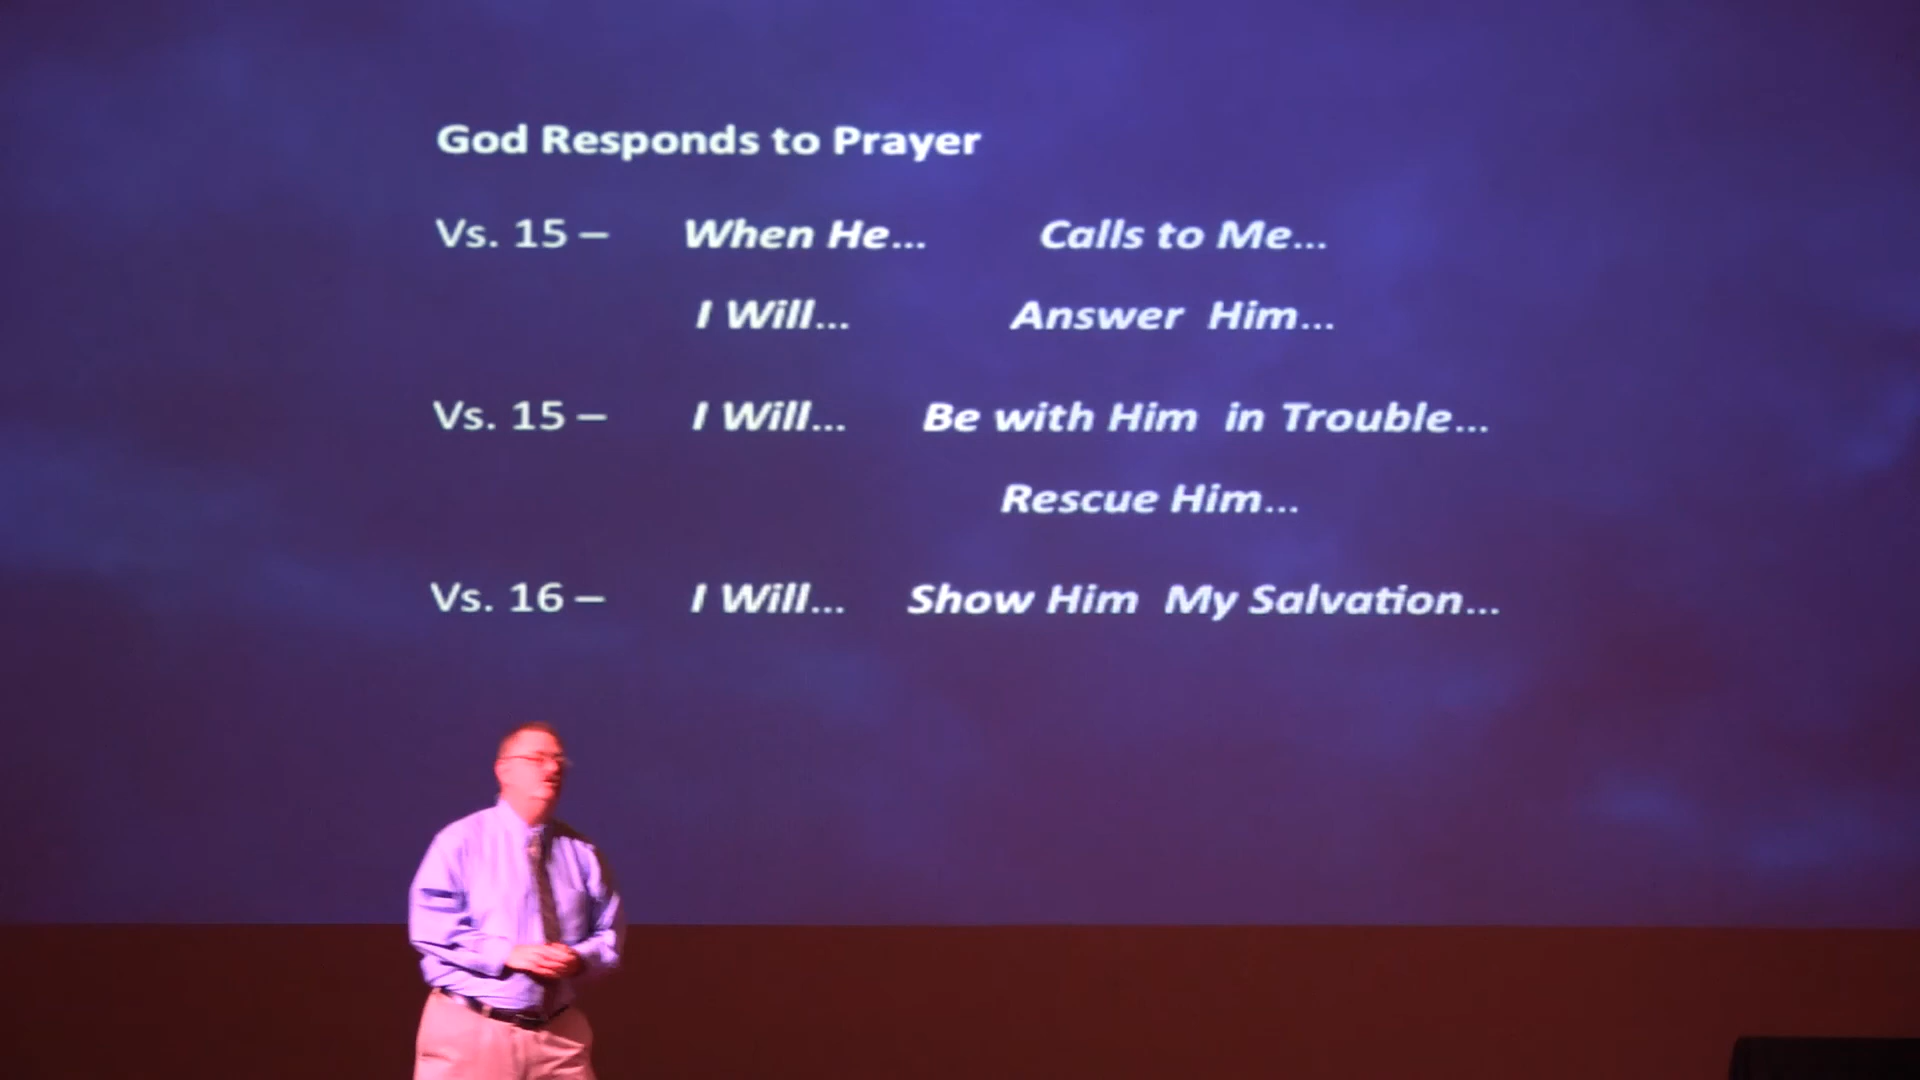 God Responds to Prayer
Vs. 15 – When He... Calls to Me...
I Will... Answer Him...
Vs. 15 – I Will... Be with Him in Trouble...
Rescue Him...
Vs. 16 – I Will... Show Him My Salvation...